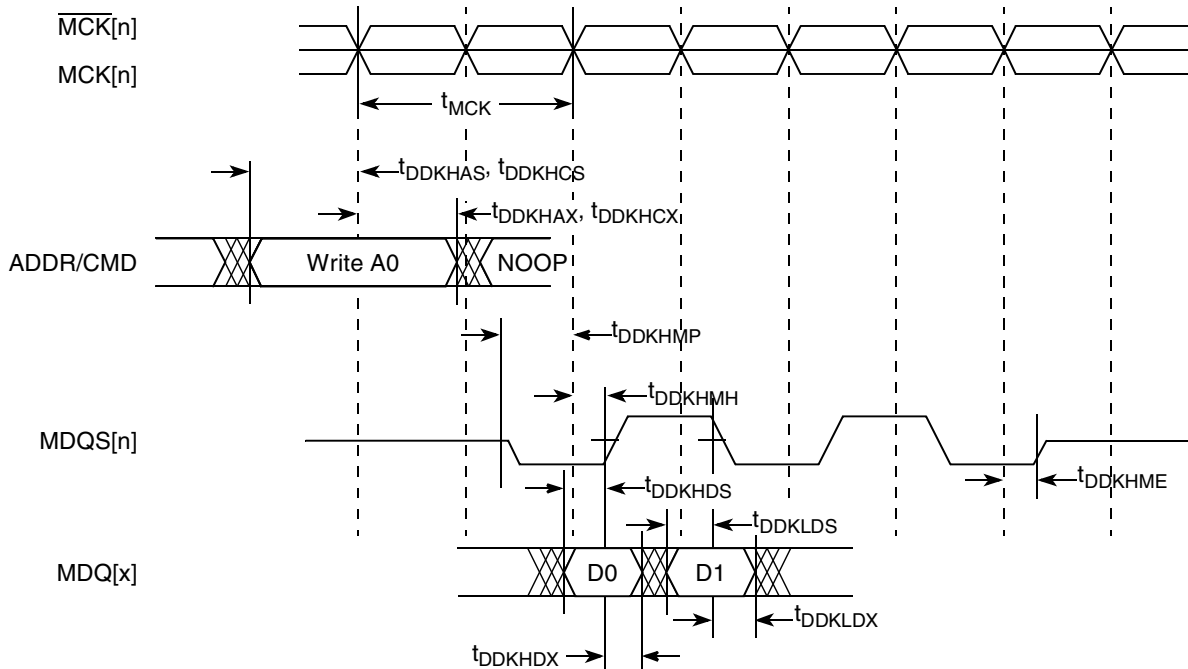 MCK[n]
MCK[n]
tMCK
tDDKHAS, tDDKHCS
tDDKHAX, tDDKHCX
ADDR/CMD
Write A0
NOOP
tDDKHMP
tDDKHMH
MDQS[n]
tDDKHDS
tDDKHME
tDDKLDS
MDQ[x]
D0
D1
tDDKLDX
tDDKHDX